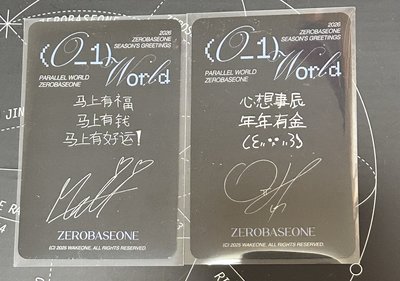 2026
ZEROBASEONE
SEASON'S GREETINGS
(O_1)
World
PARALLEL WORLD
ZEROBASEONE
马上有福
马上有钱
马上有好运!
ZEROBASEONE
(C) 2025 WAKEONE. ALL RIGHTS RESERVED.
2026
ZEROBASEONE
SEASON'S GREETINGS
(O_1)
World
PARALLEL WORLD
ZEROBASEONE
心想事辰
年年有金
ZEROBASEONE
(C) 2025 WAKEONE. ALL RIGHTS RESERVED.